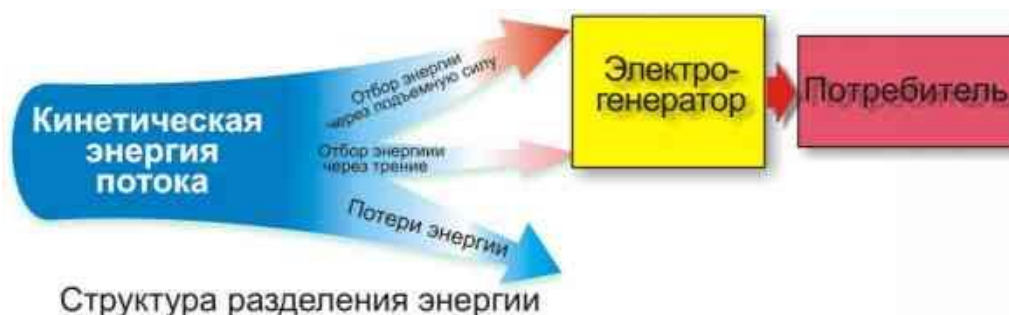 Кинетическая
энергия
потока
Отбор энергии
через подъемную силу
Отбор энергиии
через трение
Потери энергии
Электро-
генератор
Потребитель
Структура разделения энергии